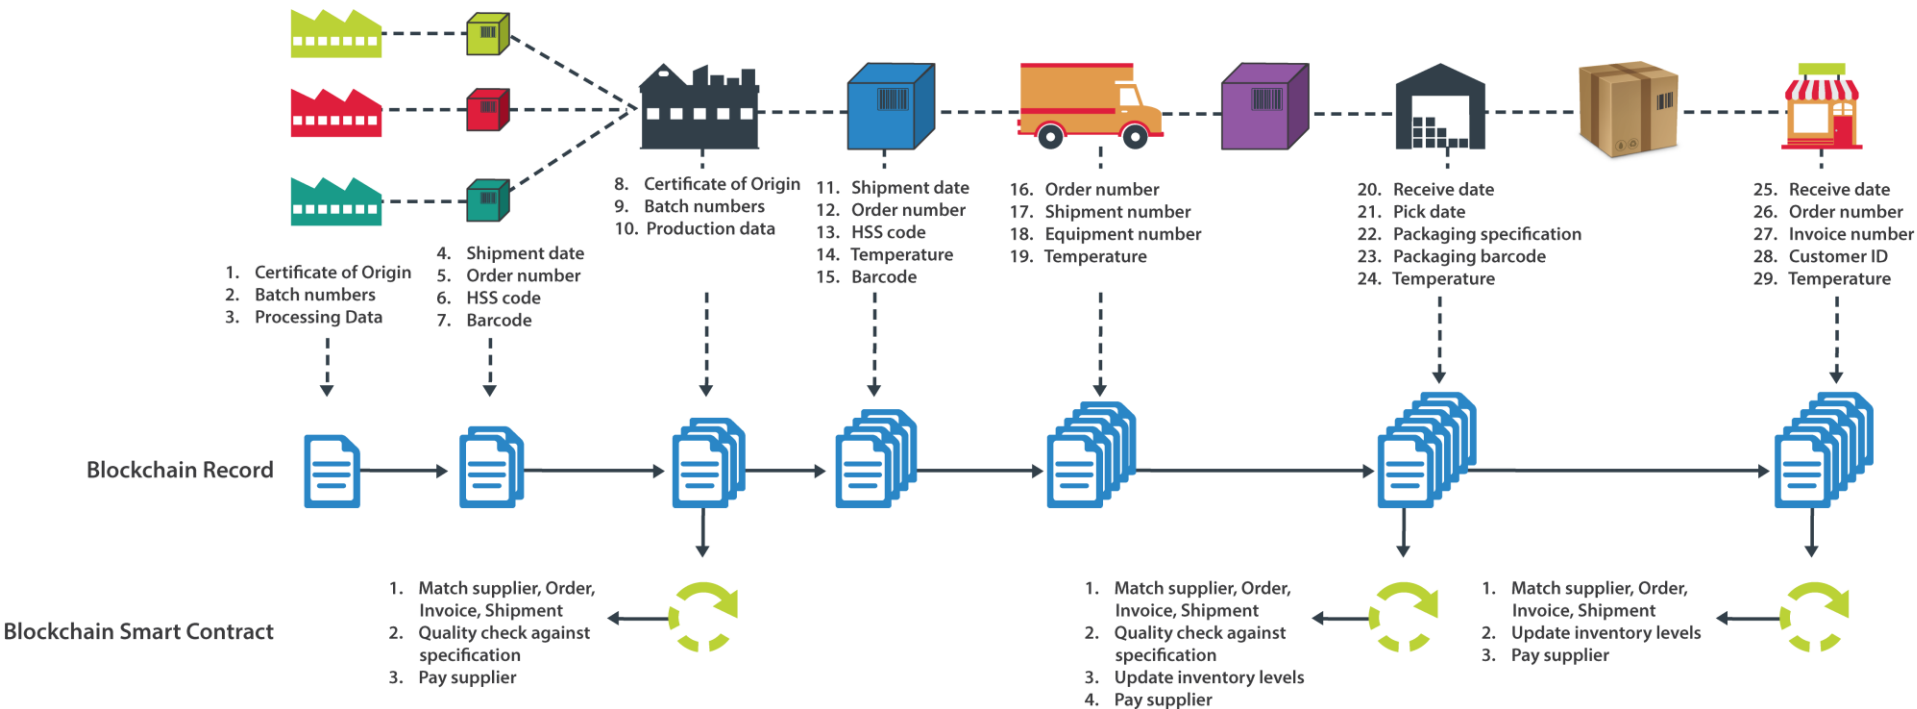 1. Certificate of Origin
2. Batch numbers
3. Processing Data
4. Shipment date
5. Order number
6. HSS code
7. Barcode
8. Certificate of Origin
9. Batch numbers
10. Production data
11. Shipment date
12. Order number
13. HSS code
14. Temperature
15. Barcode
16. Order number
17. Shipment number
18. Equipment number
19. Temperature
20. Receive date
21. Pick date
22. Packaging specification
23. Packaging barcode
24. Temperature
25. Receive date
26. Order number
27. Invoice number
28. Customer ID
29. Temperature
Blockchain Record
Blockchain Smart Contract
1. Match supplier, Order,
Invoice, Shipment
2. Quality check against
specification
3. Pay supplier
1. Match supplier, Order,
Invoice, Shipment
2. Quality check against
specification
3. Update inventory levels
4. Pay supplier
1. Match supplier, Order,
Invoice, Shipment
2. Update inventory levels
3. Pay supplier